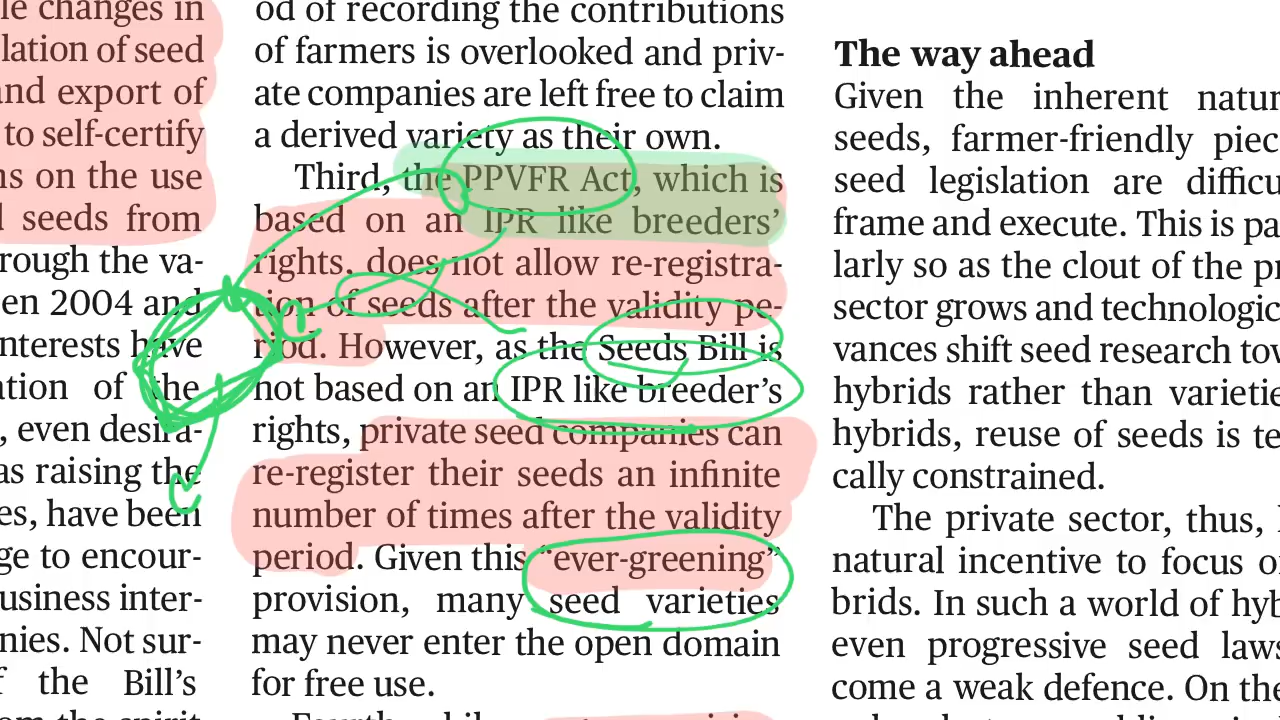 le changes in
lation of seed
and export of
to self-certify
ns on the use
seeds from
rough the va-
en 2004 and
nterests have
ation of the
, even desira-
as raising the
es, have been
ge to encour-
usiness inter-
nies. Not sur-
f the Bill's
om the spirit
od of recording the contributions
of farmers is overlooked and priv-
ate companies are left free to claim
a derived variety as their own.
Third, the PPVFR Act, which is
based on an IPR like breeders'
rights, does not allow re-registra-
tion of seeds after the validity pe-
riod. However, as the Seeds Bill is
not based on an IPR like breeder's
rights, private seed companies can
re-register their seeds an infinite
number of times after the validity
period. Given this “ever-greening”
provision, many seed varieties
may never enter the open domain
for free use.
The way ahead
Given the inherent natur
seeds, farmer-friendly piec
seed legislation are difficu
frame and execute. This is pa
larly so as the clout of the pr
sector grows and technologic
vances shift seed research tow
hybrids rather than varietie
hybrids, reuse of seeds is te
cally constrained.
The private sector, thus,
natural incentive to focus o
brids. In such a world of hyb
even progressive seed laws
come a weak defence. On the